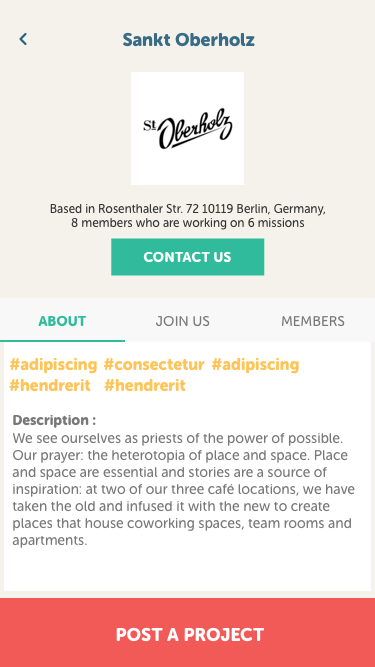 Sankt Oberholz
St. Oberholz
Based in Rosenthaler Str. 72 10119 Berlin, Germany,
8 members who are working on 6 missions
CONTACT US
ABOUT JOIN US MEMBERS
#adipiscing #consectetur #adipiscing
#hendrerit #hendrerit
Description :
We see ourselves as priests of the power of possible.
Our prayer: the heterotopia of place and space. Place
and space are essential and stories are a source of
inspiration: at two of our three café locations, we have
taken the old and infused it with the new to create
places that house coworking spaces, team rooms and
apartments.
POST A PROJECT